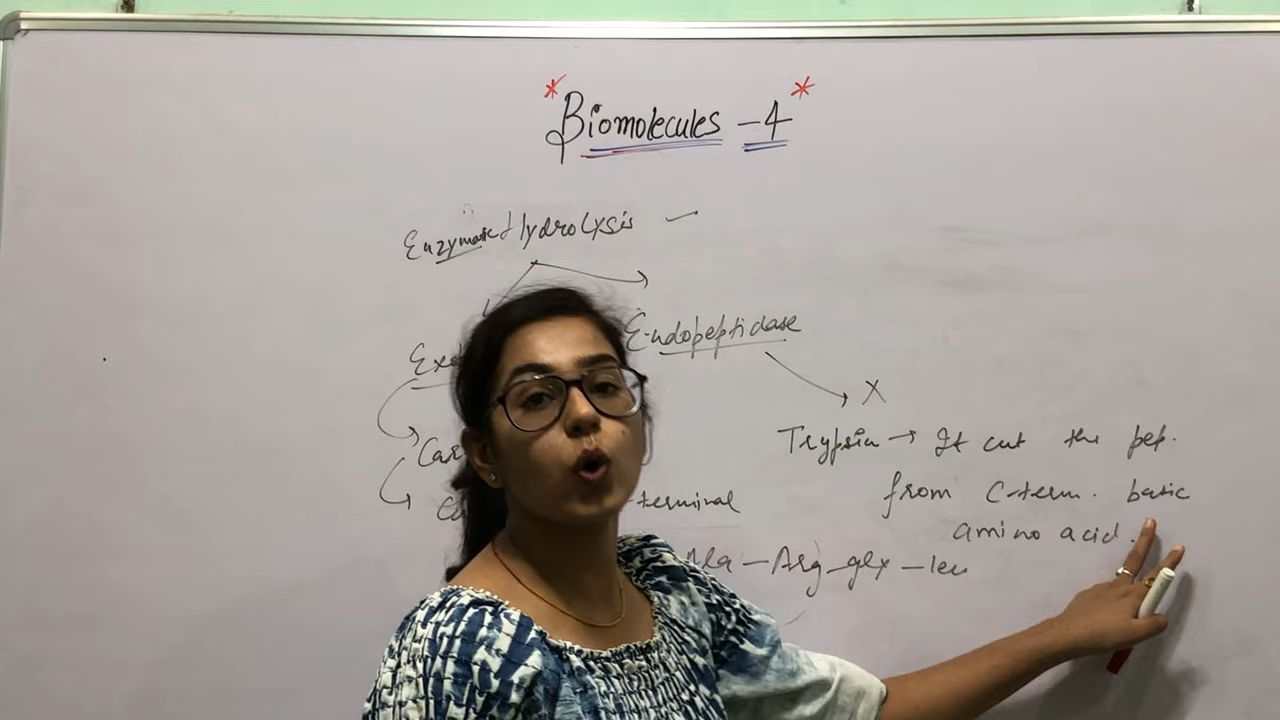 * Biomolecules - 4 *
Enzymatic Hydrolysis -
Endopeptidase
X
Trypsin → It cut the pep.
from C-term. basic
amino acid.
-terminal
Ala - Arg - glx - leu